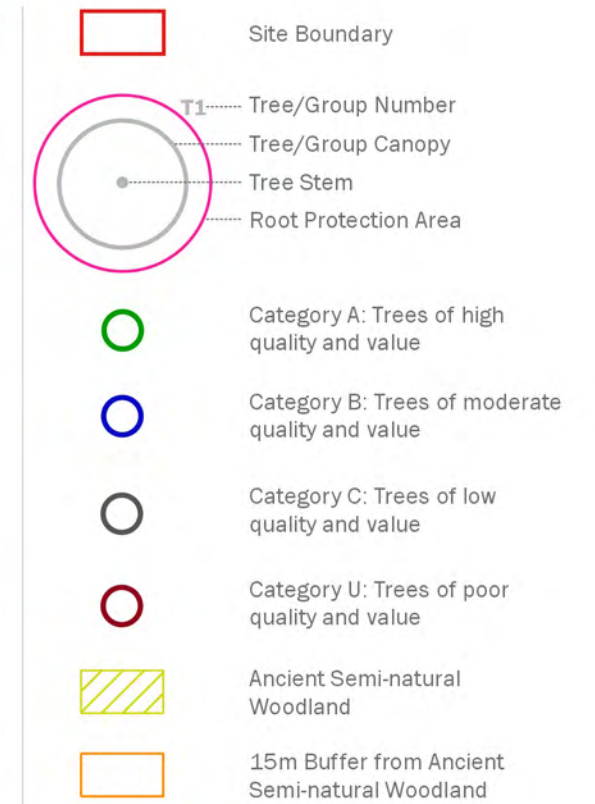 Site Boundary
T1
Tree/Group Number
Tree/Group Canopy
Tree Stem
Root Protection Area
Category A: Trees of high
quality and value
Category B: Trees of moderate
quality and value
Category C: Trees of low
quality and value
Category U: Trees of poor
quality and value
Ancient Semi-natural
Woodland
15m Buffer from Ancient
Semi-natural Woodland